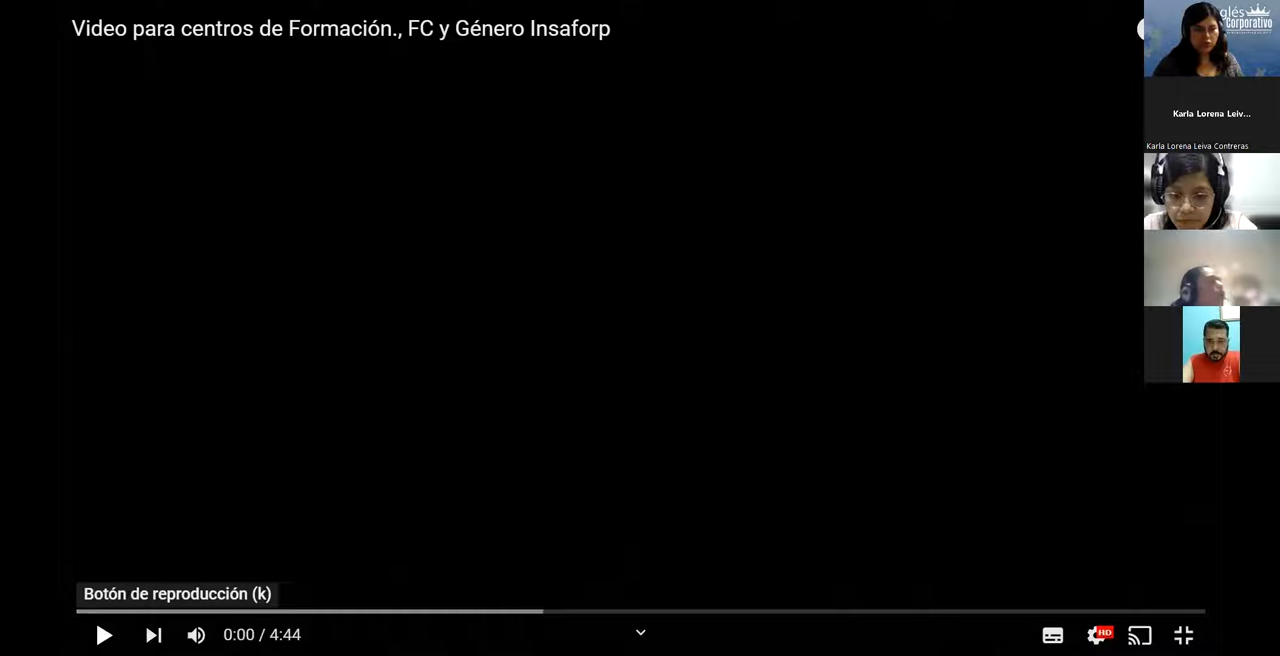 Video para centros de Formación., FC y Género Insaforp
glés
Corporativo
Karla Lorena Leiv...
Karla Lorena Leiva Contreras
Botón de reproducción (k)
0:00 / 4:44
HD